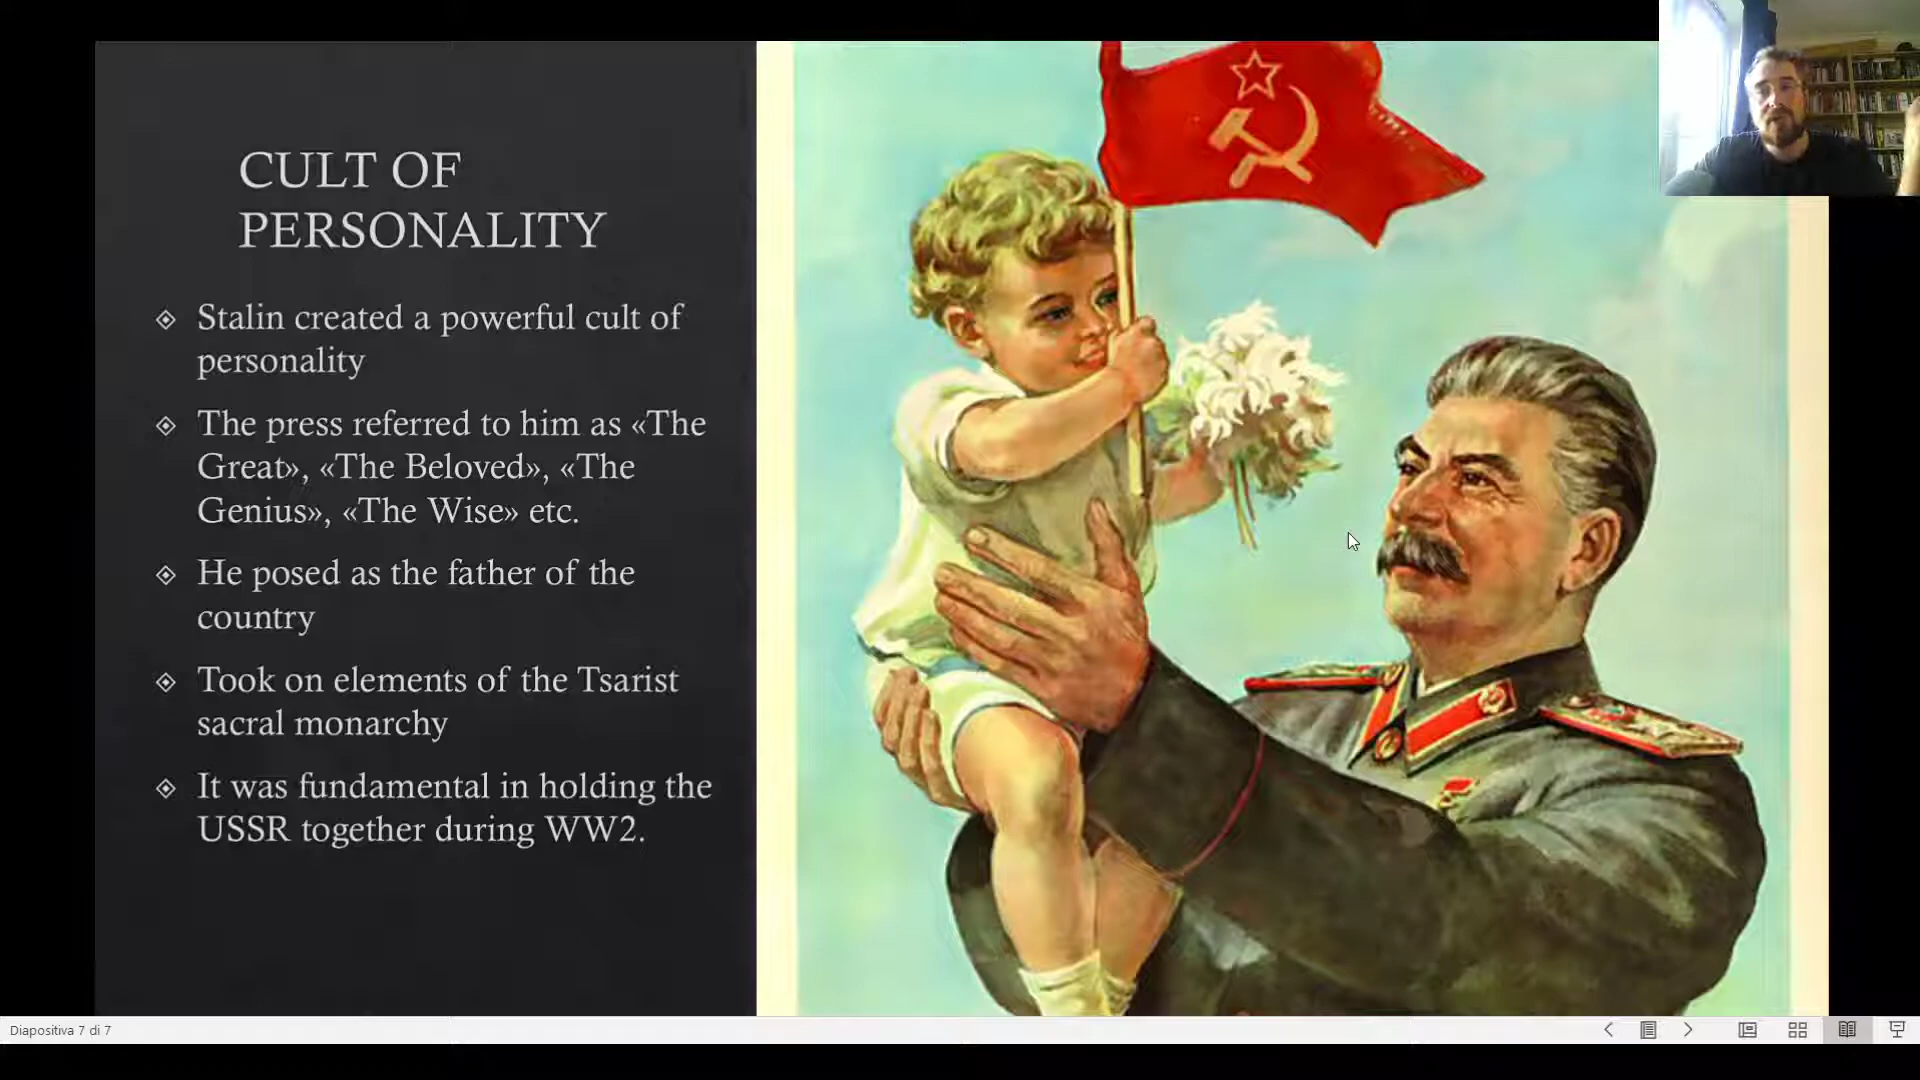 CULT OF
PERSONALITY
Stalin created a powerful cult of
personality
The press referred to him as «The
Great», «The Beloved», «The
Genius», «The Wise» etc.
He posed as the father of the
country
Took on elements of the Tsarist
sacral monarchy
It was fundamental in holding the
USSR together during WW2.
Diapositiva 7 di 7